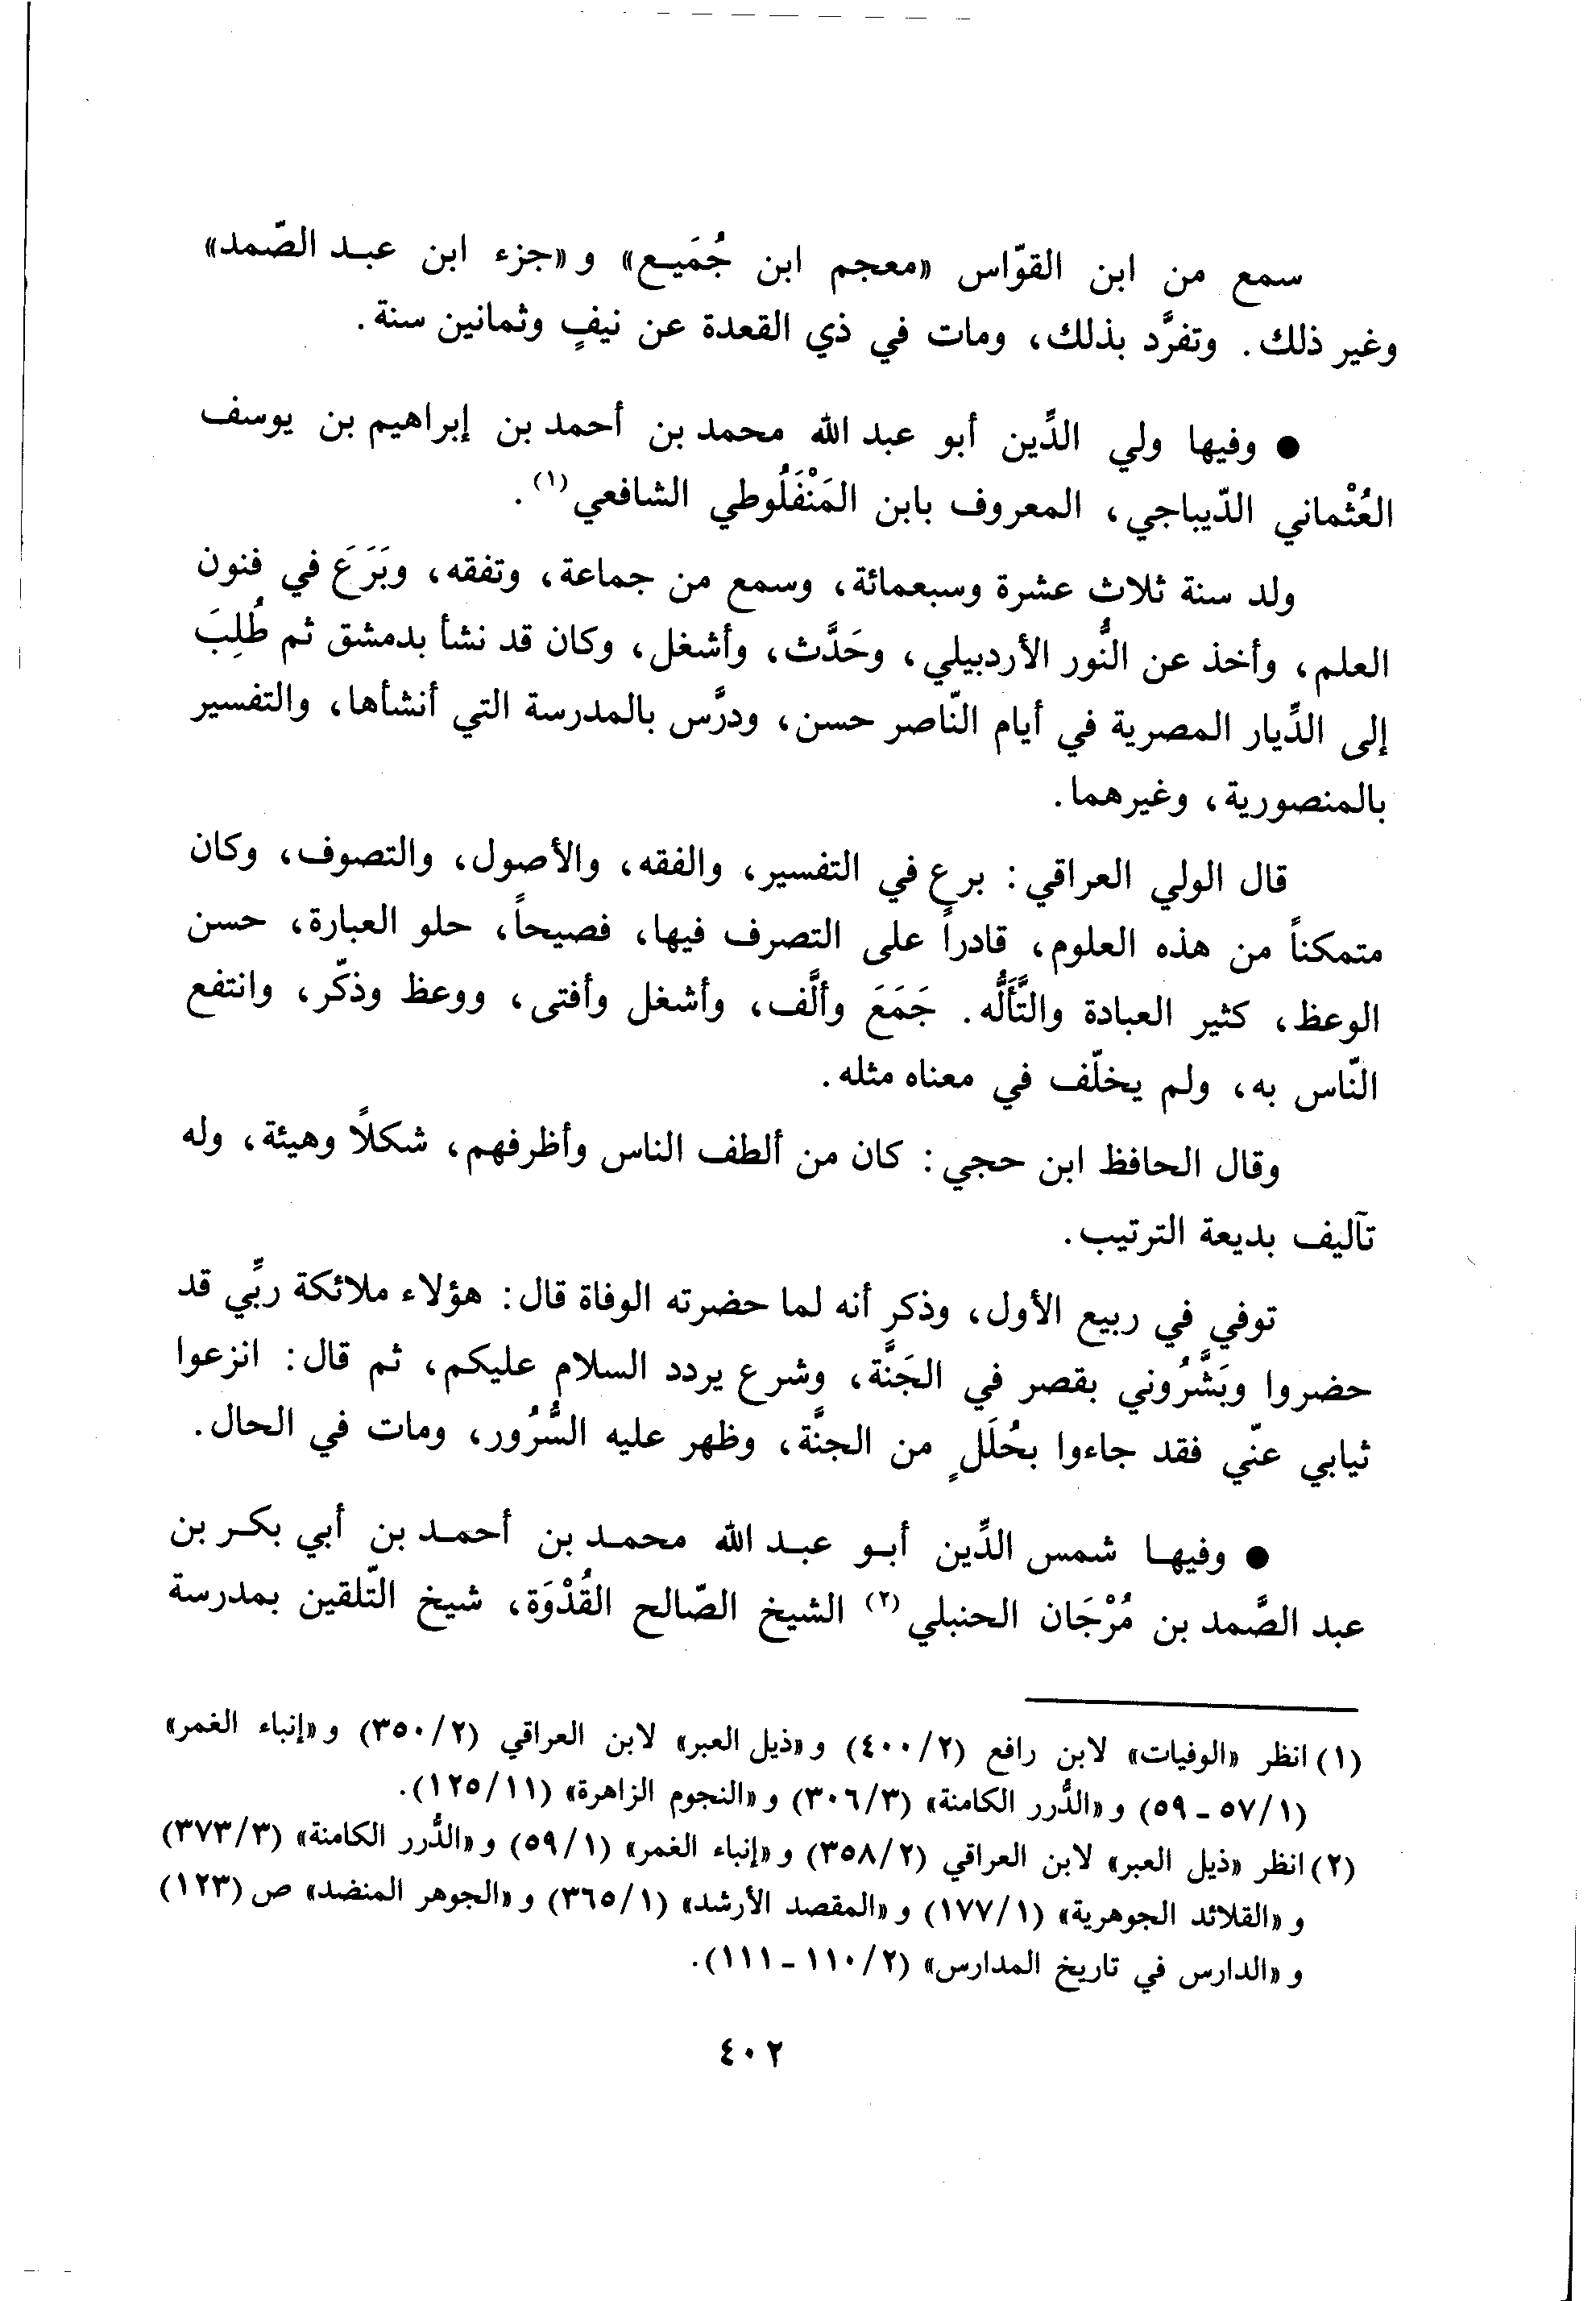 سمع من ابن القوّاس «معجم ابن جُمَيع» و«جزء ابن عبد الصّمد»
وغير ذلك. وتفرَّد بذلك، ومات في ذي القعدة عن نيفٍ وثمانين سنة.
● وفيها ولي الدِّين أبو عبد الله محمد بن أحمد بن إبراهيم بن يوسف
العُثْماني الدّيباجي، المعروف بابن المَنْفَلُوطي الشافعي(١).
ولد سنة ثلاث عشرة وسبعمائة، وسمع من جماعة، وتفقه، وبَرَعَ في فنون
العلم، وأخذ عن النُّور الأردبيلي، وحَدَّث، وأشغل، وكان قد نشأ بدمشق ثم طُلِبَ
إلى الدِّيار المصرية في أيام النّاصر حسن، ودرَّس بالمدرسة التي أنشأها، والتفسير
بالمنصورية، وغيرهما.
قال الولي العراقي: برع في التفسير، والفقه، والأصول، والتصوف، وكان
متمكناً من هذه العلوم، قادراً على التصرف فيها، فصيحاً، حلو العبارة، حسن
الوعظ، كثير العبادة والتَّأَلُّه. جَمَعَ وألَّف، وأشغل وأفتى، ووعظ وذكّر، وانتفع
النّاس به، ولم يخلّف في معناه مثله.
وقال الحافظ ابن حجي: كان من ألطف الناس وأظرفهم، شكلاً وهيئة، وله
تآليف بديعة الترتيب.
توفي في ربيع الأول، وذكر أنه لما حضرته الوفاة قال: هؤلاء ملائكة ربِّي قد
حضروا وبَشَّرُوني بقصر في الجَنَّة، وشرع يردد السلام عليكم، ثم قال: انزعوا
ثيابي عنّي فقد جاءوا بحُلَلٍ من الجنَّة، وظهر عليه السُّرُور، ومات في الحال.
● وفيها شمس الدِّين أبو عبد الله محمد بن أحمد بن أبي بكر بن
عبد الصَّمد بن مُرْجَان الحنبلي(٢) الشيخ الصّالح القُدْوَة، شيخ التّلقين بمدرسة
(١) انظر «الوفيات» لابن رافع (٤٠٠/٢) و«ذيل العبر» لابن العراقي (٣٥٠/٢) و«إنباء الغمر»
(٥٧/١ - ٥٩) و«الدُّرر الكامنة» (٣٠٦/٣) و«النجوم الزاهرة» (١٢٥/١١).
(٢) انظر «ذيل العبر» لابن العراقي (٣٥٨/٢) و«إنباء الغمر» (٥٩/١) و«الدُّرر الكامنة» (٣٧٣/٣)
و«القلائد الجوهرية» (١٧٧/١) و«المقصد الأرشد» (٣٦٥/١) و«الجوهر المنضد» ص (١٢٣)
و«الدارس في تاريخ المدارس» (١١٠/٢ - ١١١).
٤٠٢